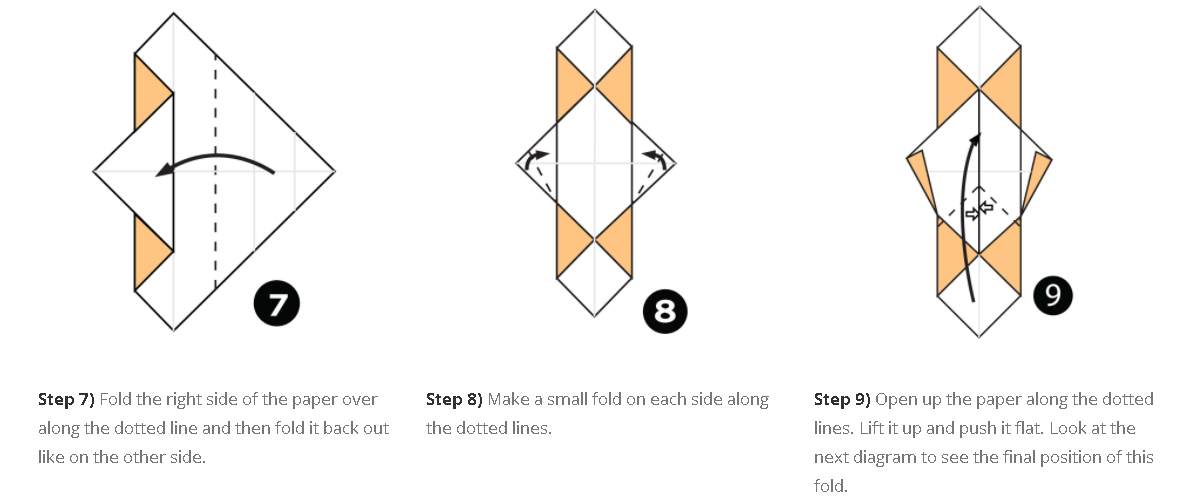 7
8
9
Step 7) Fold the right side of the paper over
along the dotted line and then fold it back out
like on the other side.
Step 8) Make a small fold on each side along
the dotted lines.
Step 9) Open up the paper along the dotted
lines. Lift it up and push it flat. Look at the
next diagram to see the final position of this
fold.